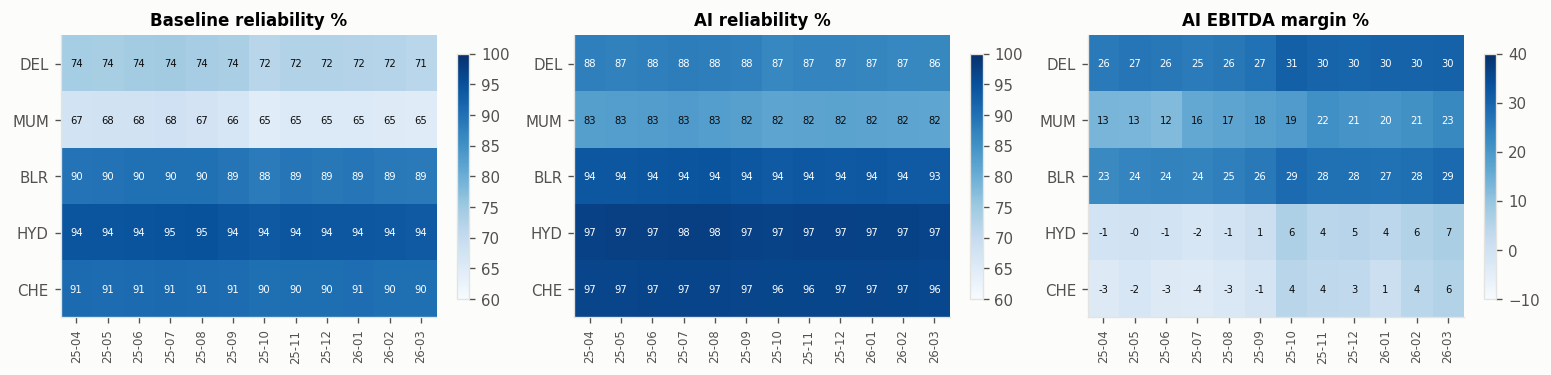 Baseline reliability %
DEL 74 74 74 74 74 74 72 72 72 72 72 71
MUM 67 68 68 68 67 66 65 65 65 65 65 65
BLR 90 90 90 90 90 89 88 89 89 89 89 89
HYD 94 94 94 95 95 94 94 94 94 94 94 94
CHE 91 91 91 91 91 91 90 90 90 91 90 90
25-04 25-05 25-06 25-07 25-08 25-09 25-10 25-11 25-12 26-01 26-02 26-03
100
95
90
85
80
75
70
65
60
AI reliability %
DEL 88 87 88 88 88 88 87 87 87 87 87 86
MUM 83 83 83 83 83 82 82 82 82 82 82 82
BLR 94 94 94 94 94 94 94 94 94 94 94 93
HYD 97 97 97 98 98 97 97 97 97 97 97 97
CHE 97 97 97 97 97 97 96 96 97 97 97 96
25-04 25-05 25-06 25-07 25-08 25-09 25-10 25-11 25-12 26-01 26-02 26-03
100
95
90
85
80
75
70
65
60
AI EBITDA margin %
DEL 26 27 26 25 26 27 31 30 30 30 30 30
MUM 13 13 12 16 17 18 19 22 21 20 21 23
BLR 23 24 24 24 25 26 29 28 28 27 28 29
HYD -1 -0 -1 -2 -1 1 6 4 5 4 6 7
CHE -3 -2 -3 -4 -3 -1 4 4 3 1 4 6
25-04 25-05 25-06 25-07 25-08 25-09 25-10 25-11 25-12 26-01 26-02 26-03
40
30
20
10
0
−10